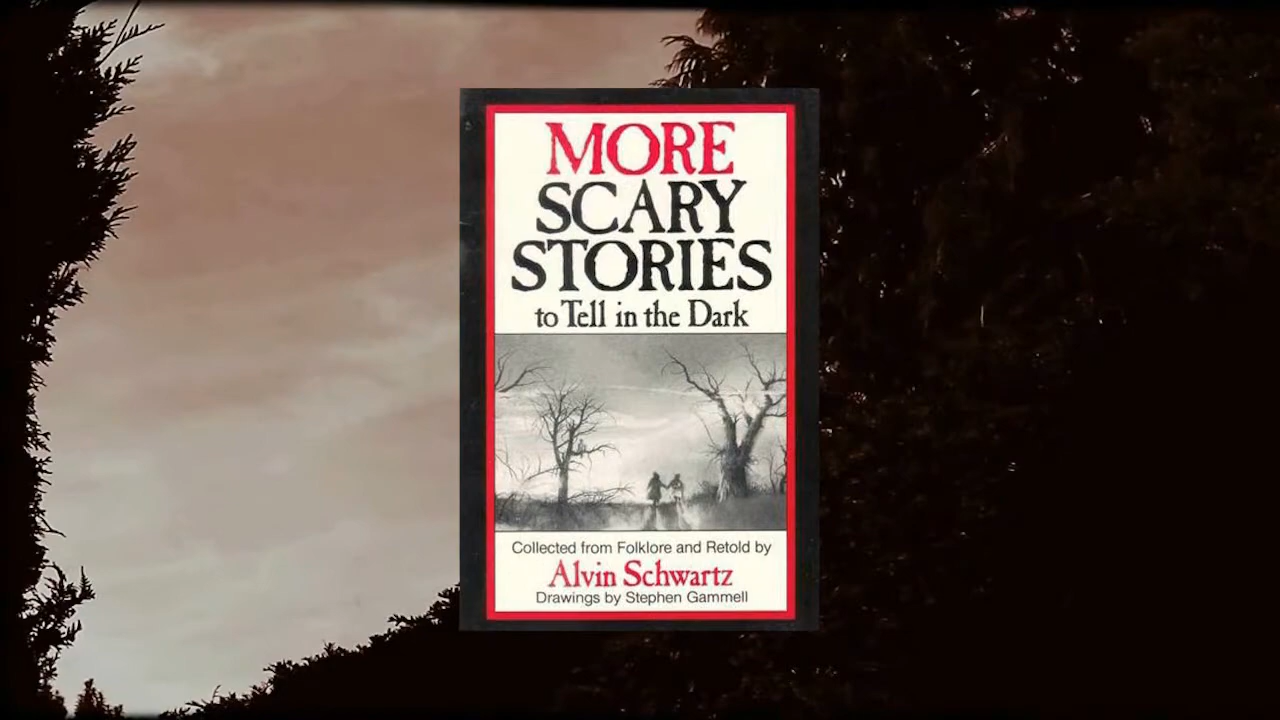 MORE
SCARY
STORIES
to Tell in the Dark
Collected from Folklore and Retold by
Alvin Schwartz
Drawings by Stephen Gammell